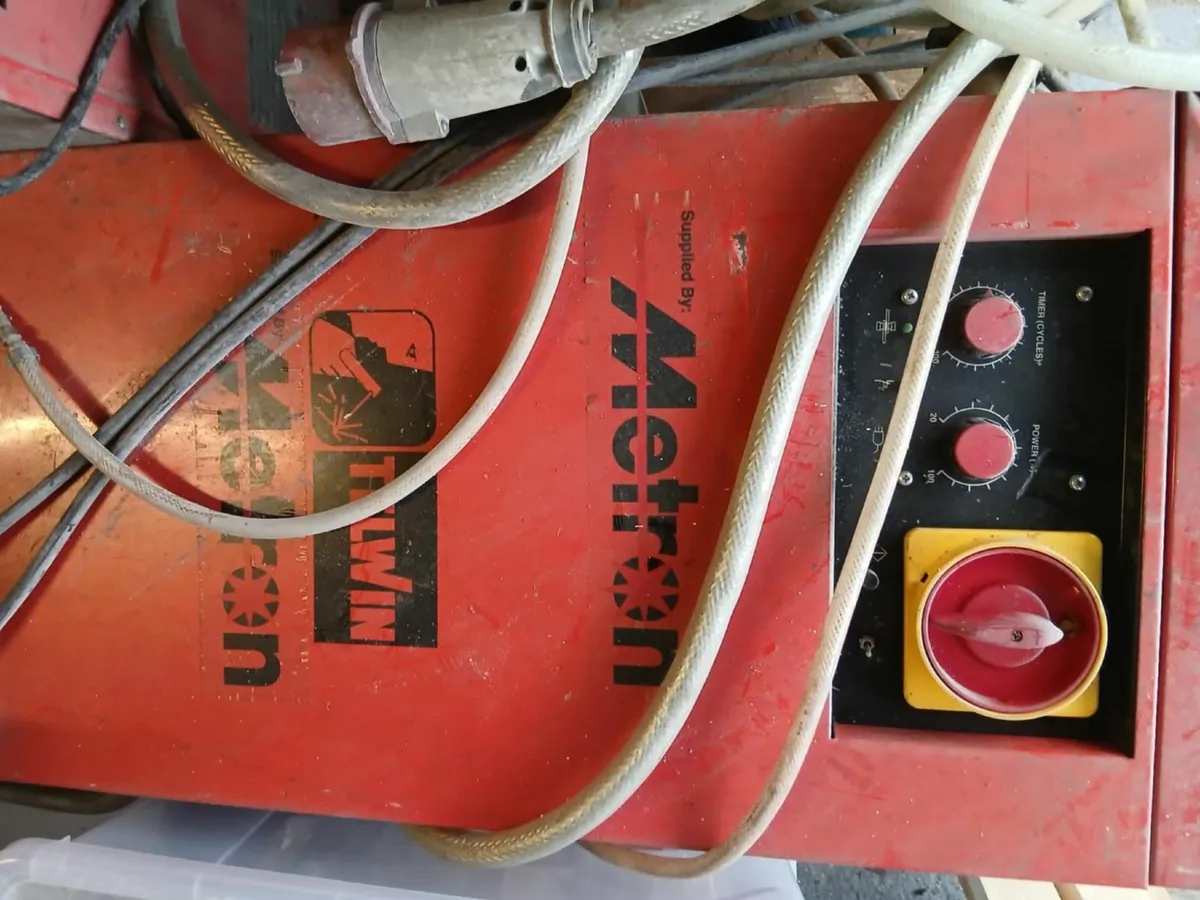 Supplied By:
Metron
TELWIN
Metron
TIMER (CYCLES)
POWER (
20
100